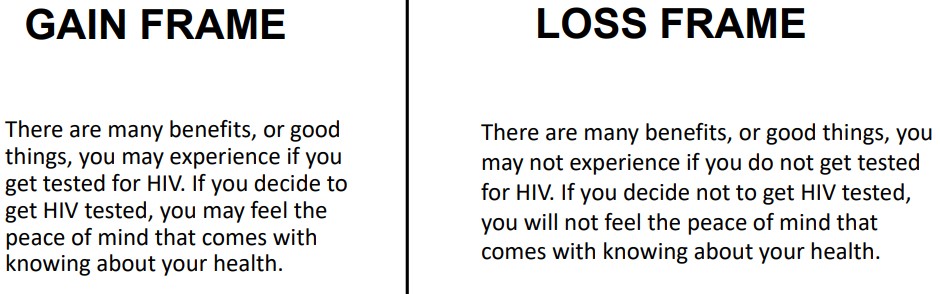 GAIN FRAME
There are many benefits, or good
things, you may experience if you
get tested for HIV. If you decide to
get HIV tested, you may feel the
peace of mind that comes with
knowing about your health.
LOSS FRAME
There are many benefits, or good things, you
may not experience if you do not get tested
for HIV. If you decide not to get HIV tested,
you will not feel the peace of mind that
comes with knowing about your health.